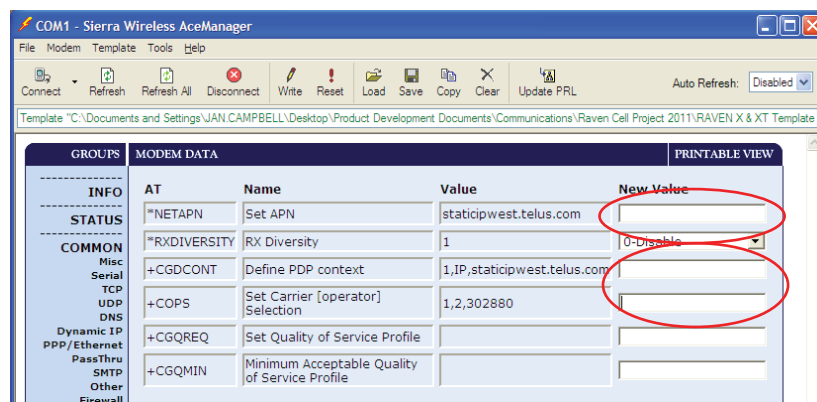 COM1 - Sierra Wireless AceManager
File Modem Template Tools Help
Connect Refresh Refresh All Disconnect Write Reset Load Save Copy Clear Update PRL Auto Refresh: Disabled
Template "C:\Documents and Settings\JAN.CAMPBELL\Desktop\Product Development Documents\Communications\Raven Cell Project 2011\RAVEN X & XT Template
GROUPS MODEM DATA PRINTABLE VIEW
INFO
STATUS
COMMON
Misc
Serial
TCP
UDP
DNS
Dynamic IP
PPP/Ethernet
PassThru
SMTP
Other
Firewall
AT Name Value New Value
*NETAPN Set APN staticipwest.telus.com
*RXDIVERSITY RX Diversity 1 0-Disable
+CGDCONT Define PDP context 1,IP,staticipwest.telus.com
+COPS Set Carrier [operator] Selection 1,2,302880
+CGQREQ Set Quality of Service Profile
+CGQMIN Minimum Acceptable Quality of Service Profile